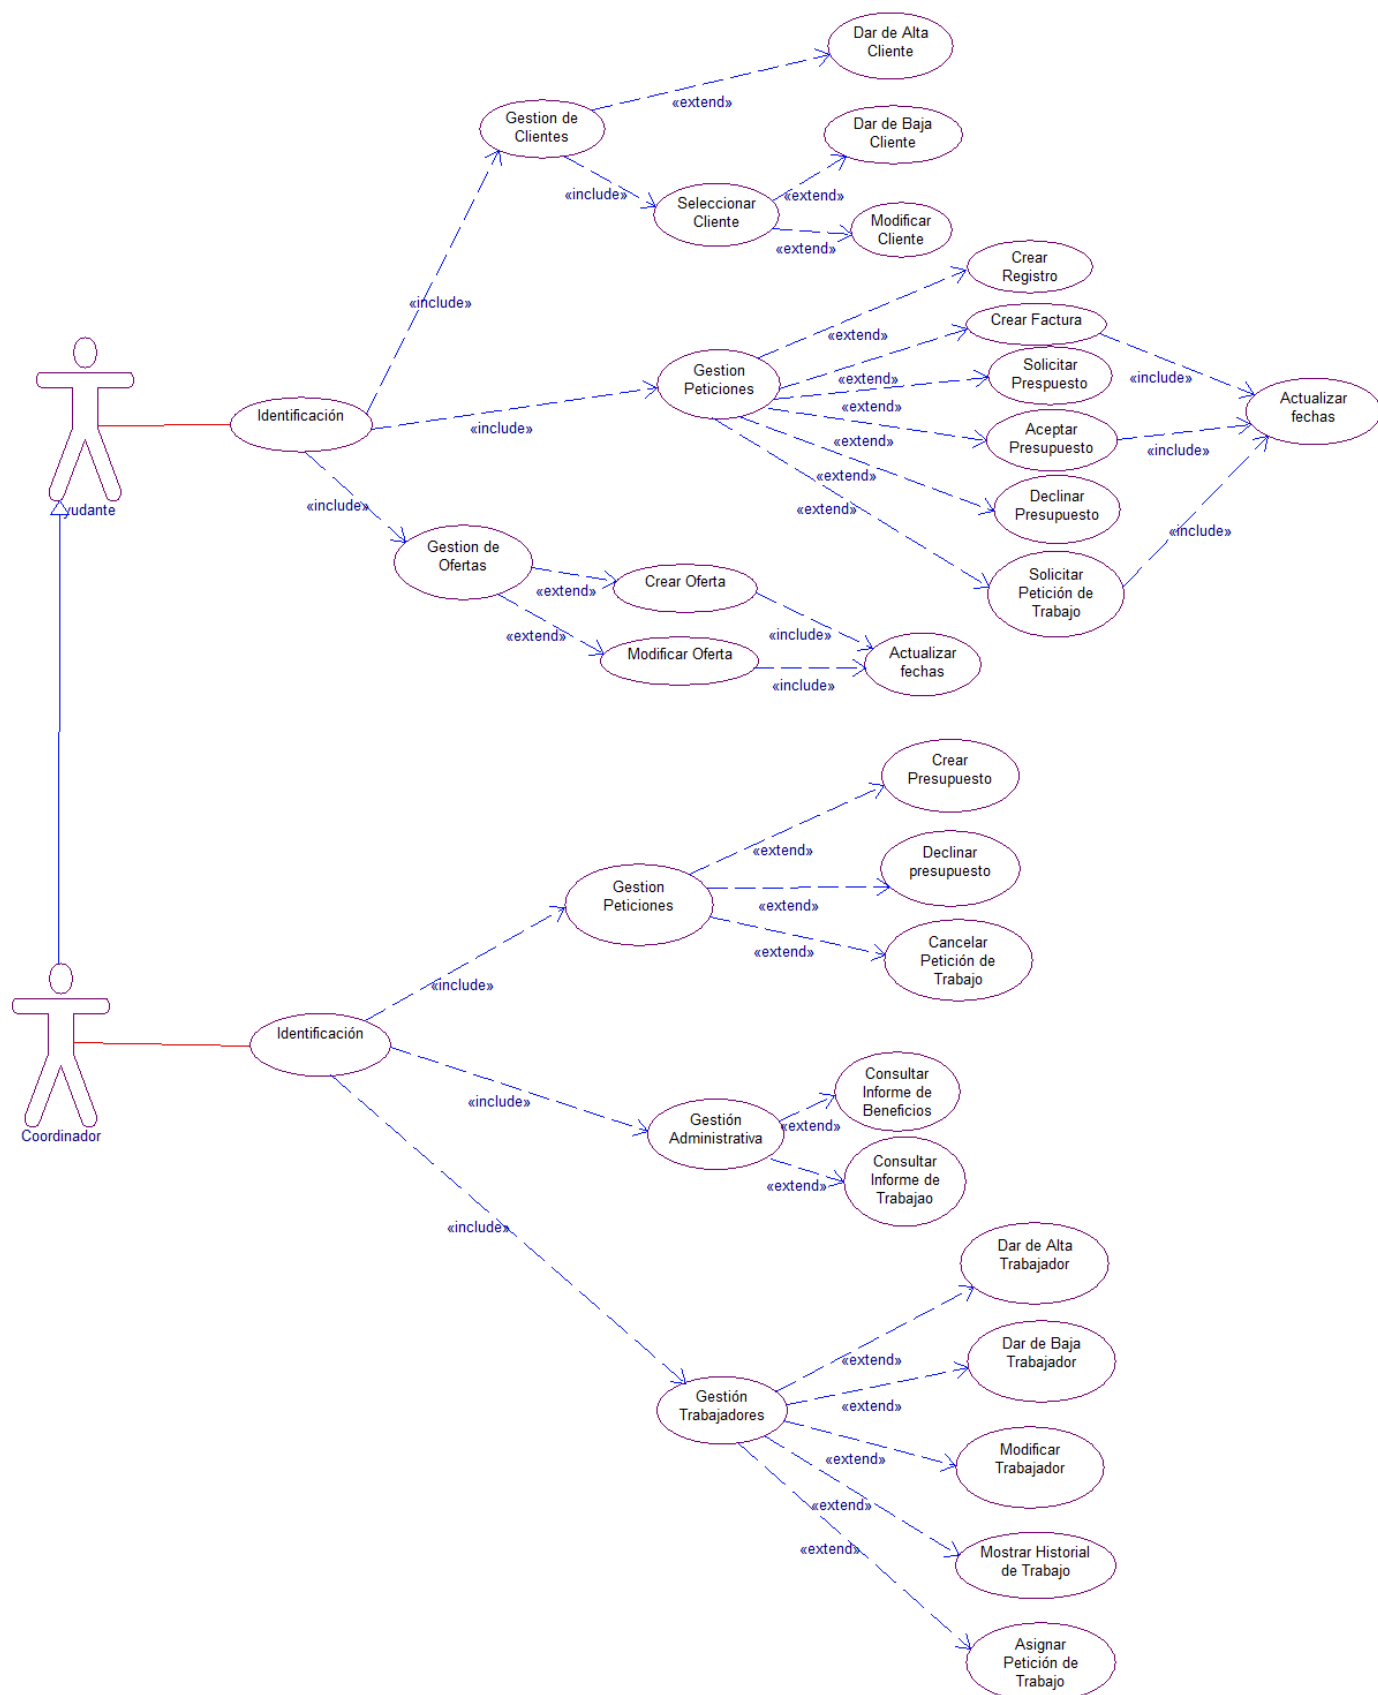 Dar de Alta
Cliente
«extend»
Gestion de
Clientes
Dar de Baja
Cliente
«include»
«extend»
Seleccionar
Cliente
Modificar
Cliente
«extend»
Crear
Registro
«include»
«extend»
Crear Factura
Gestion
Peticiones
«extend»
Solicitar
Prespuesto
«include»
Actualizar
fechas
Identificación
«include»
«extend»
Aceptar
Presupuesto
«extend»
«include»
«extend»
Declinar
Presupuesto
«include»
yudante
«extend»
«include»
Gestion de
Ofertas
Solicitar
Petición de
Trabajo
«extend»
Crear Oferta
«extend»
«include»
Modificar Oferta
«include»
Actualizar
fechas
Crear
Presupuesto
«extend»
Declinar
presupuesto
Gestion
Peticiones
«extend»
Cancelar
Petición de
Trabajo
«extend»
«include»
Identificación
Consultar
Informe de
Beneficios
«include»
Gestión
Administrativa
«extend»
Coordinador
Consultar
Informe de
Trabajao
«extend»
«include»
Dar de Alta
Trabajador
«extend»
Dar de Baja
Trabajador
Gestión
Trabajadores
«extend»
Modificar
Trabajador
«extend»
«extend»
Mostrar Historial
de Trabajo
«extend»
Asignar
Petición de
Trabajo